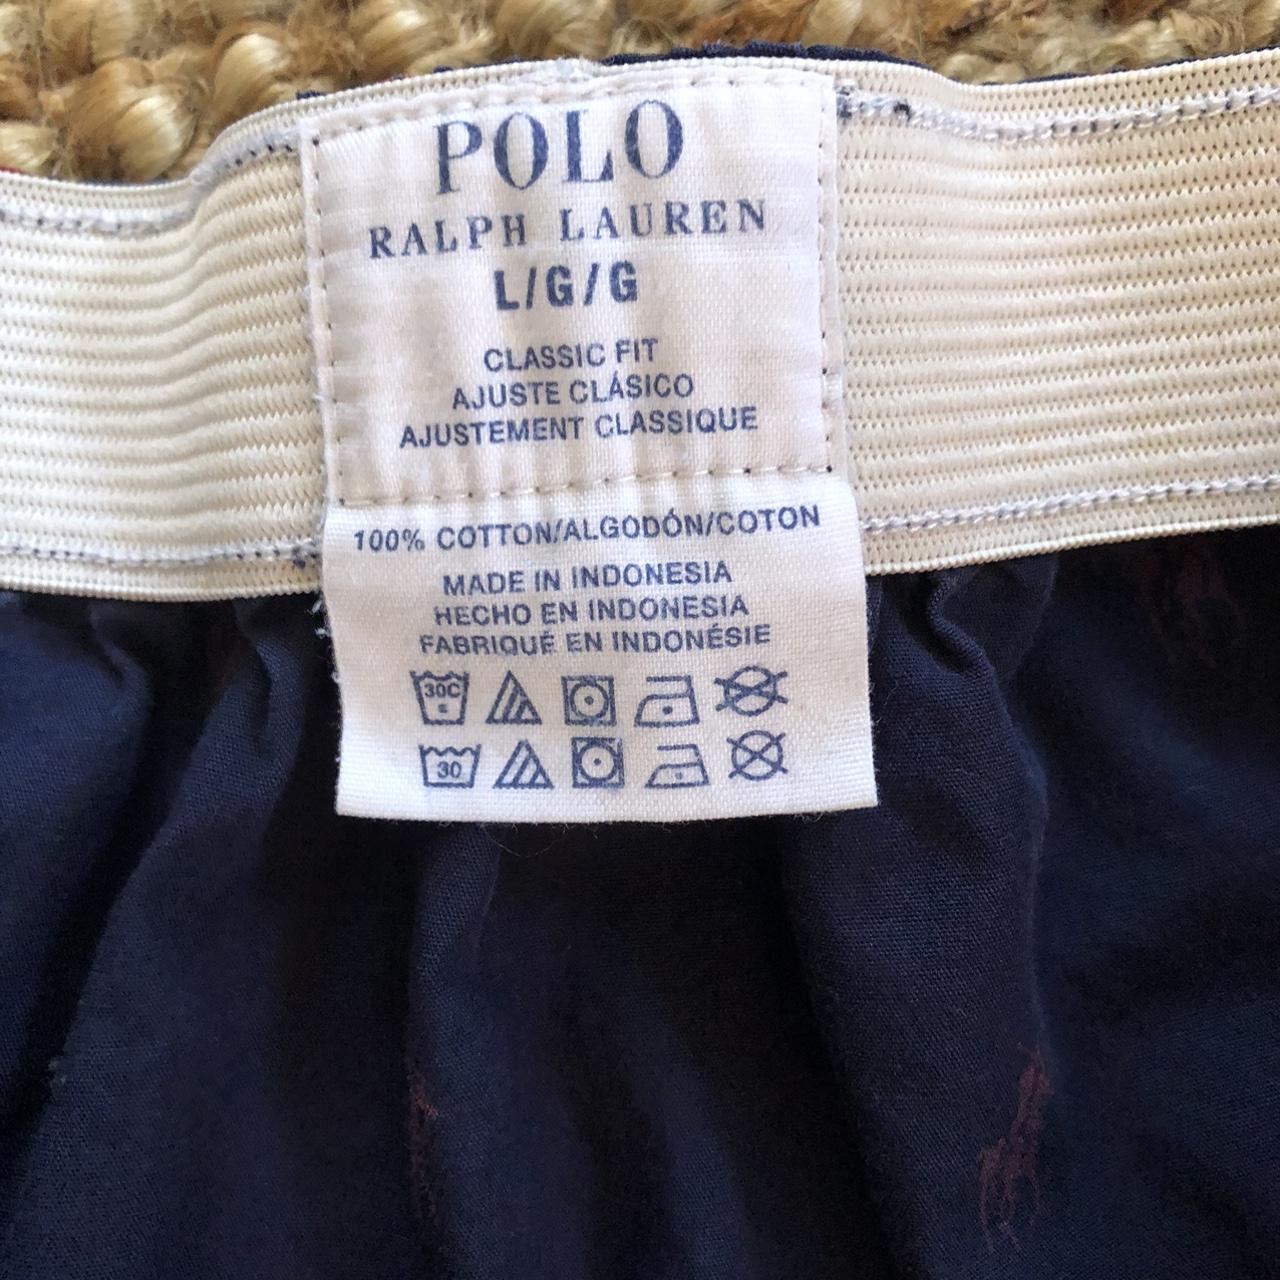 POLO
RALPH LAUREN
L/G/G
CLASSIC FIT
AJUSTE CLÁSICO
AJUSTEMENT CLASSIQUE
100% COTTON/ALGODÓN/COTON
MADE IN INDONESIA
HECHO EN INDONESIA
FABRIQUÉ EN INDONÉSIE
30C
30